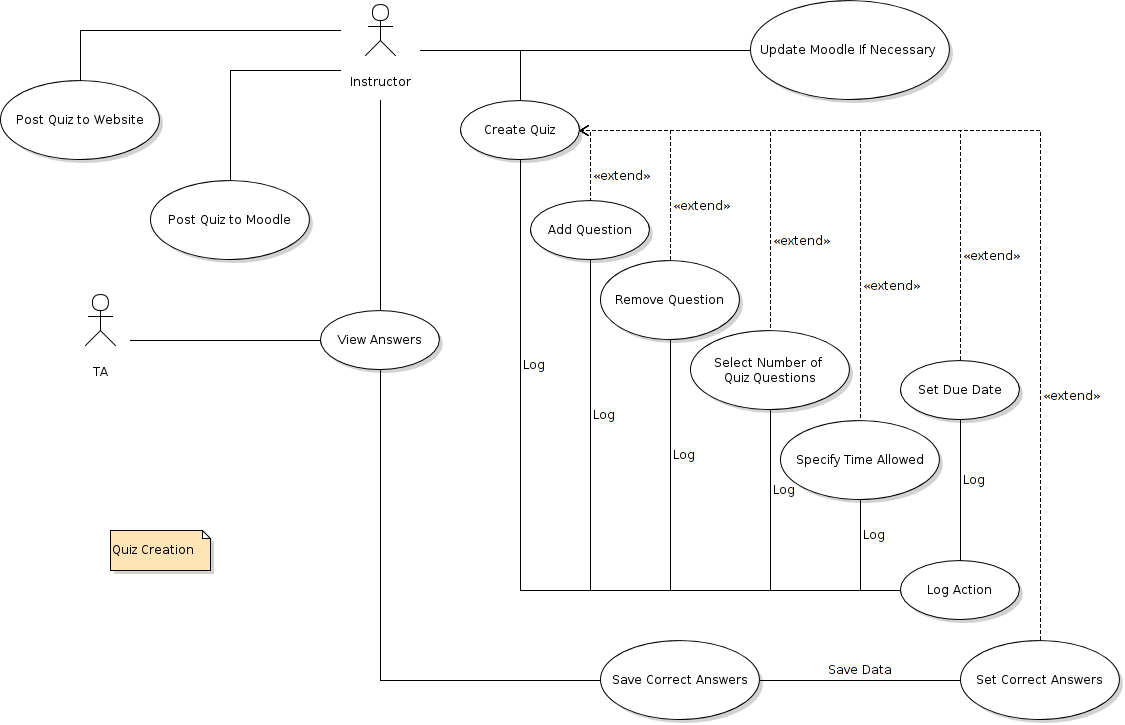 Update Moodle If Necessary
Instructor
Post Quiz to Website
Create Quiz
«extend»
«extend»
Post Quiz to Moodle
Add Question
«extend»
«extend»
«extend»
Remove Question
View Answers
TA
Log
Select Number of
Quiz Questions
Set Due Date
«extend»
Log
Log
Specify Time Allowed
Log
Log
Log
Quiz Creation
Log Action
Save Data
Save Correct Answers
Set Correct Answers